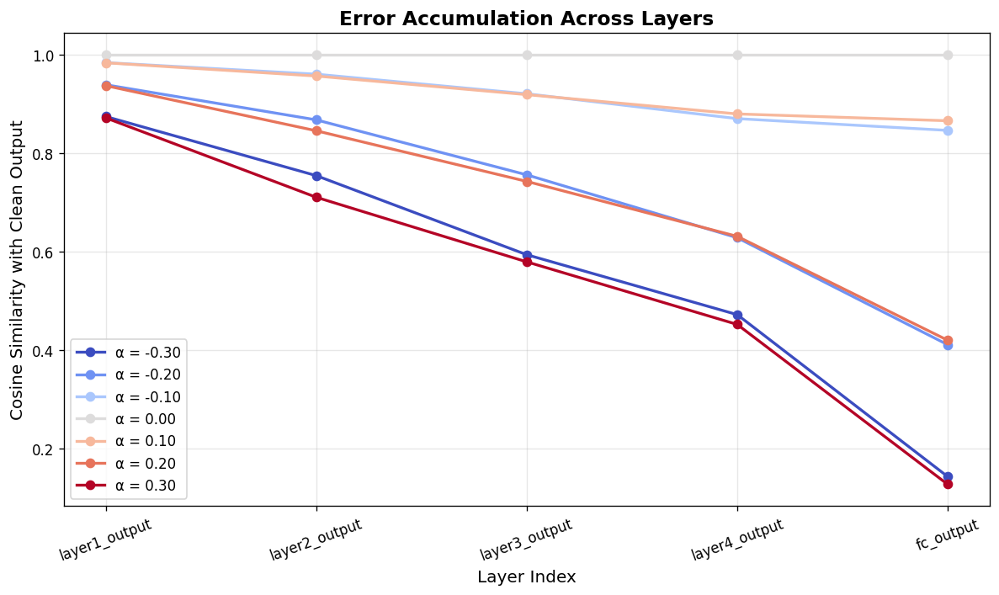 Error Accumulation Across Layers
Cosine Similarity with Clean Output
1.0
0.8
0.6
0.4
0.2
α = -0.30
α = -0.20
α = -0.10
α = 0.00
α = 0.10
α = 0.20
α = 0.30
layer1_output
layer2_output
layer3_output
layer4_output
fc_output
Layer Index